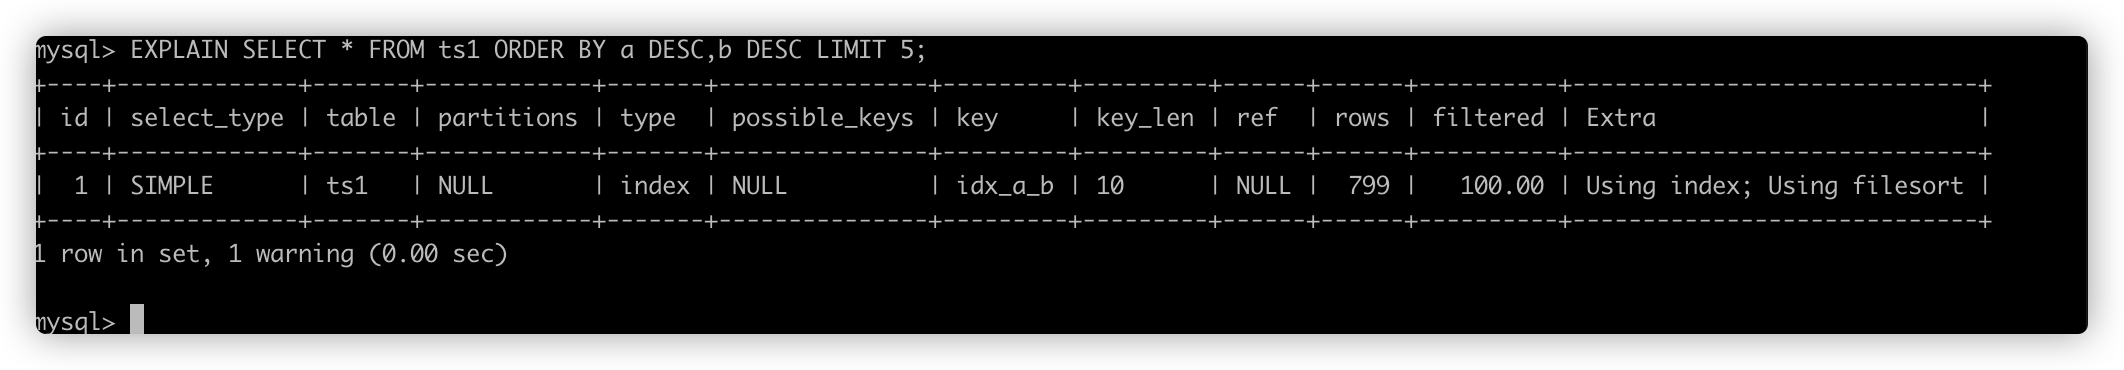 mysql> EXPLAIN SELECT * FROM ts1 ORDER BY a DESC,b DESC LIMIT 5;
+----+-------------+-------+------------+-------+---------------+---------+---------+------+------+----------+-----------------------------+
| id | select_type | table | partitions | type  | possible_keys | key     | key_len | ref  | rows | filtered | Extra                       |
+----+-------------+-------+------------+-------+---------------+---------+---------+------+------+----------+-----------------------------+
|  1 | SIMPLE      | ts1   | NULL       | index | NULL          | idx_a_b | 10      | NULL |  799 |   100.00 | Using index; Using filesort |
+----+-------------+-------+------------+-------+---------------+---------+---------+------+------+----------+-----------------------------+
1 row in set, 1 warning (0.00 sec)
mysql>